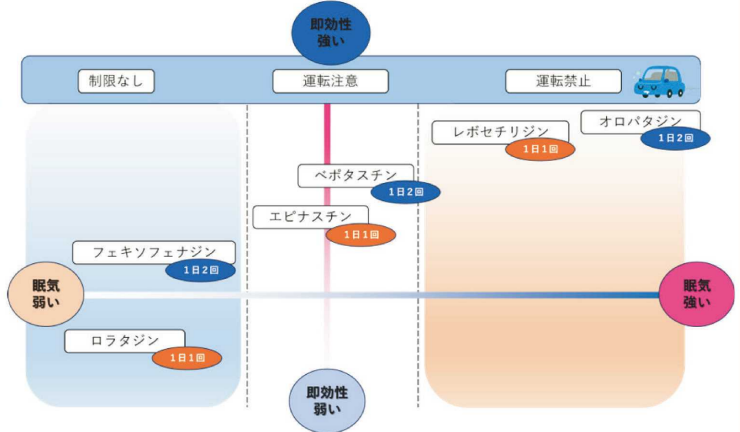 即効性
強い
制限なし
運転注意
運転禁止
オロパタジン
1日2回
レボセチリジン
1日1回
ベポタスチン
1日2回
エピナスチン
1日1回
フェキソフェナジン
1日2回
眠気
弱い
眠気
強い
ロラタジン
1日1回
即効性
弱い